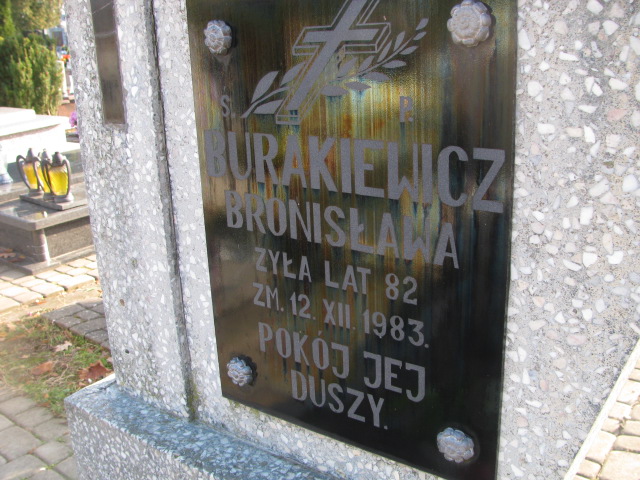 Ś. P.
BURAKIEWICZ
BRONISŁAWA
ŻYŁA LAT 82
ZM. 12. XII. 1983.
POKÓJ JEJ
DUSZY.